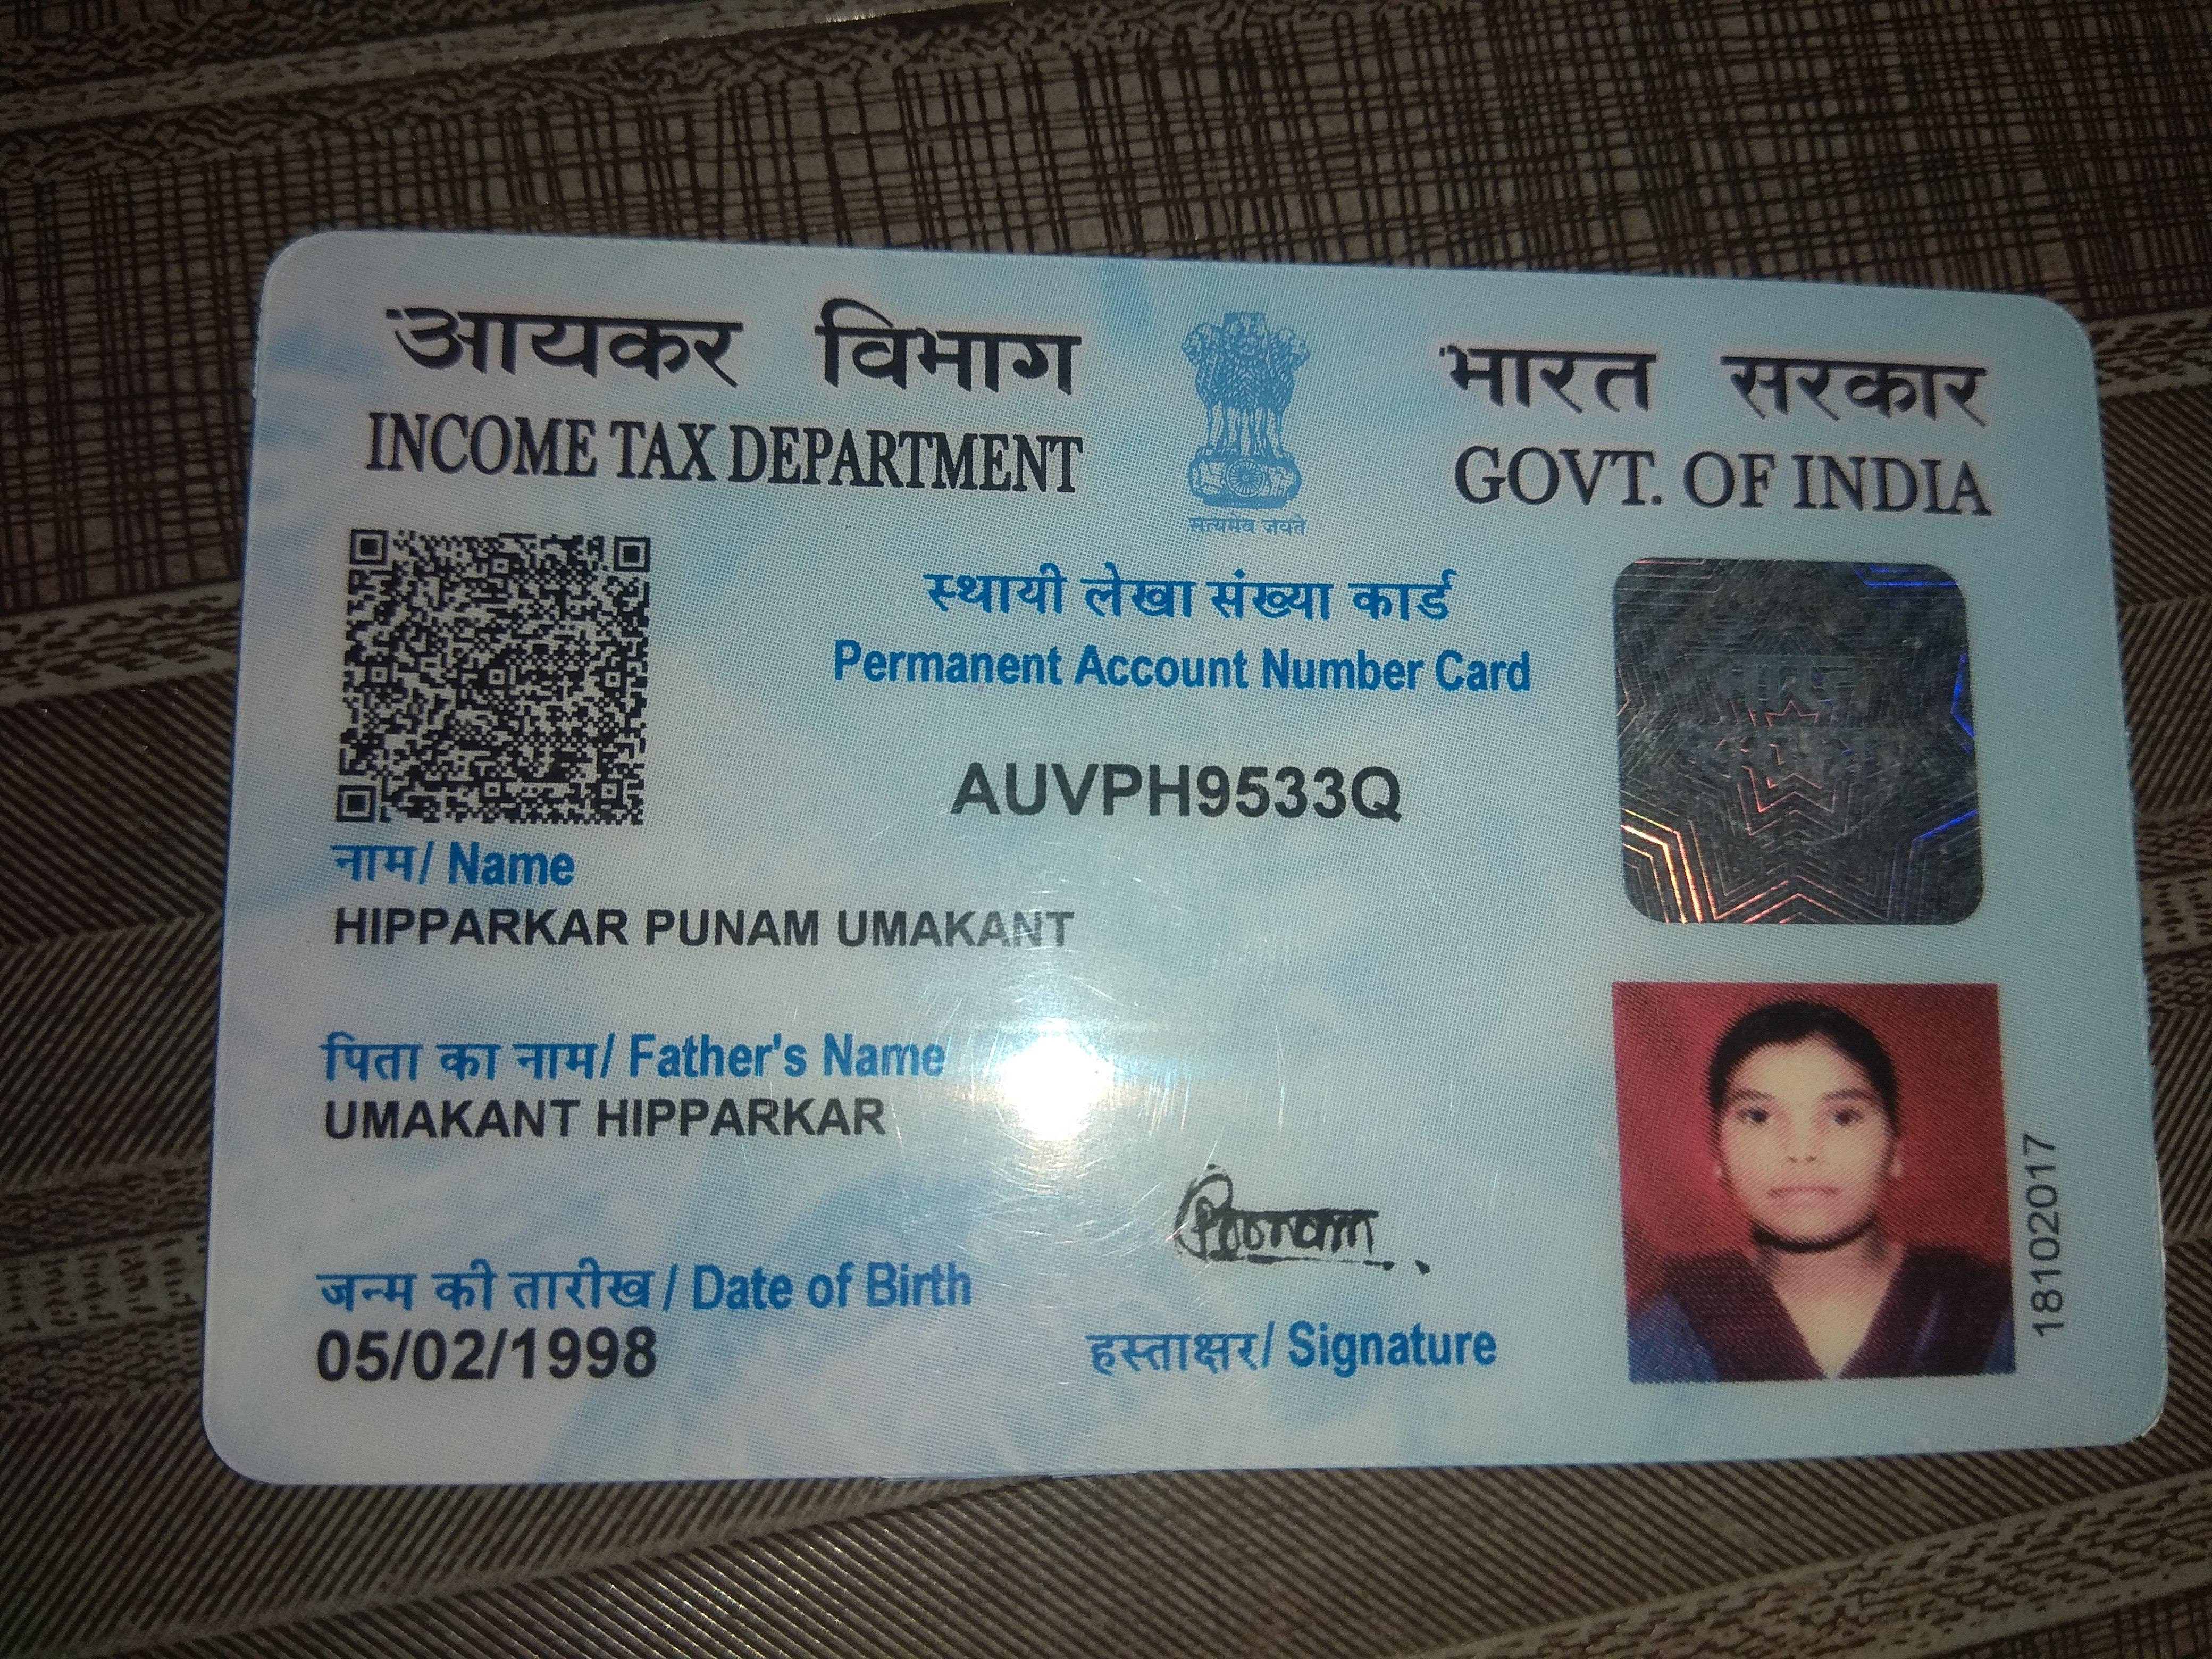 आयकर विभाग
INCOME TAX DEPARTMENT
भारत सरकार
GOVT. OF INDIA
सत्यमेव जयते
स्थायी लेखा संख्या कार्ड
Permanent Account Number Card
AUVPH9533Q
नाम/ Name
HIPPARKAR PUNAM UMAKANT
पिता का नाम/ Father's Name
UMAKANT HIPPARKAR
जन्म की तारीख / Date of Birth
05/02/1998
Poonam
हस्ताक्षर/ Signature
18102017